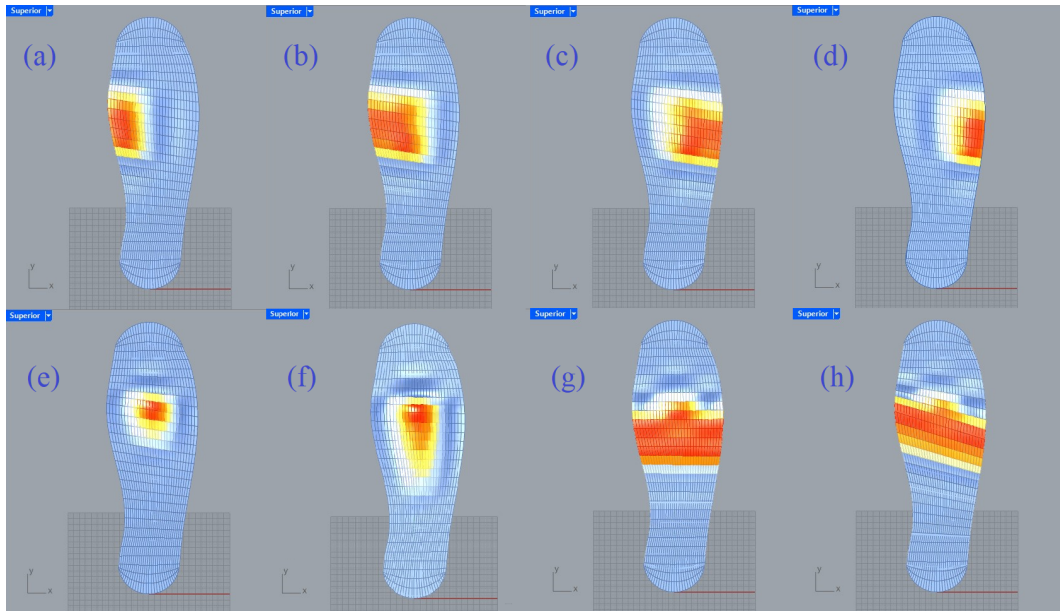 Superior
(a)
y
x
Superior
(b)
y
x
Superior
(c)
y
x
Superior
(d)
y
x
Superior
(e)
y
x
Superior
(f)
y
x
Superior
(g)
y
x
Superior
(h)
y
x